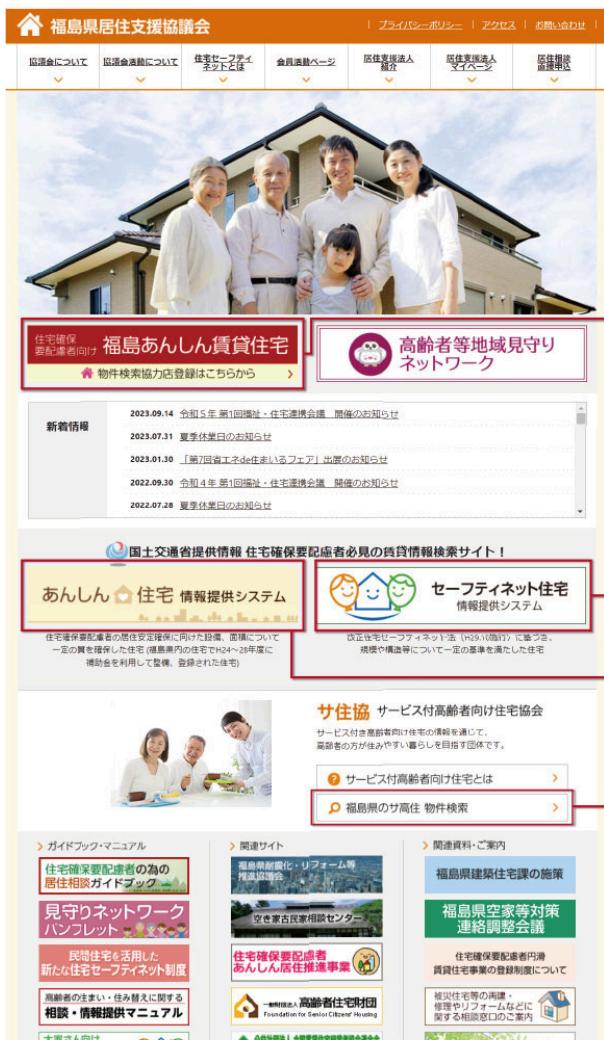 福島県居住支援協議会
プライバシーポリシー
アクセス
お問い合わせ
協議会について
協議会活動について
住宅セーフティ
ネットとは
会員活動ページ
居住支援法人
紹介
居住支援法人
マイページ
居住相談
直接申込
住宅確保
要配慮者向け
福島あんしん賃貸住宅
物件検索協力店登録はこちらから
高齢者等地域見守り
ネットワーク
新着情報
2023.09.14 令和5年 第1回福祉・住宅連携会議 開催のお知らせ
2023.07.31 夏季休業日のお知らせ
2023.01.30 「第7回省エネde住まいるフェア」出展のお知らせ
2022.09.30 令和4年 第1回福祉・住宅連携会議 開催のお知らせ
2022.07.28 夏季休業日のお知らせ
国土交通省提供情報 住宅確保要配慮者必見の賃貸情報検索サイト！
あんしん住宅 情報提供システム
住宅確保要配慮者の居住安定確保に向けた設備、面積について
一定の質を確保した住宅 (福島県内の住宅でH24～28年度に
補助金を利用して整備、登録された住宅)
セーフティネット住宅
情報提供システム
改正住宅セーフティネット法（H29.10施行）に基づき、
規模や構造等について一定の基準を満たした住宅
サ住協 サービス付高齢者向け住宅協会
サービス付き高齢者向け住宅の情報を通じて、
高齢者の方が住みやすい暮らしを目指す団体です。
サービス付高齢者向け住宅とは
福島県のサ高住 物件検索
ガイドブック・マニュアル
住宅確保要配慮者の為の
居住相談ガイドブック
見守りネットワーク
パンフレット
民間住宅を活用した
新たな住宅セーフティネット制度
高齢者の住まい・住み替えに関する
相談・情報提供マニュアル
大家さん向け
関連サイト
福島県耐震化・リフォーム等
推進協議会
空き家古民家相談センター
住宅確保要配慮者
あんしん居住推進事業
一般財団法人 高齢者住宅財団
Foundation for Senior Citizens' Housing
関連資料・ご案内
福島県建築住宅課の施策
福島県空家等対策
連絡調整会議
住宅確保要配慮者円滑
賃貸住宅事業の登録制度について
被災住宅等の再建・
修理やリフォームなどに
関する相談窓口のご案内